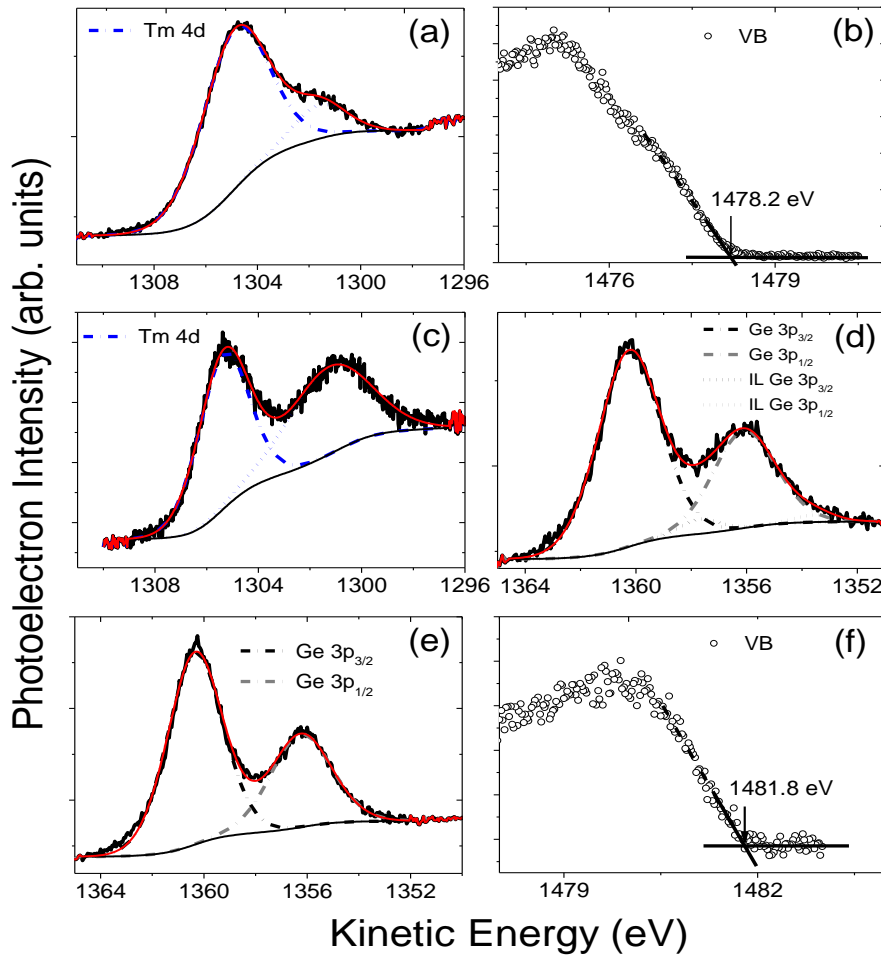 Photoelectron Intensity (arb. units)
Tm 4d
(a)
1308 1304 1300 1296
VB
(b)
1478.2 eV
1476 1479
Tm 4d
(c)
1308 1304 1300 1296
Ge 3p3/2
Ge 3p1/2
IL Ge 3p3/2
IL Ge 3p1/2
(d)
1364 1360 1356 1352
Ge 3p3/2
Ge 3p1/2
(e)
1364 1360 1356 1352
VB
(f)
1481.8 eV
1479 1482
Kinetic Energy (eV)